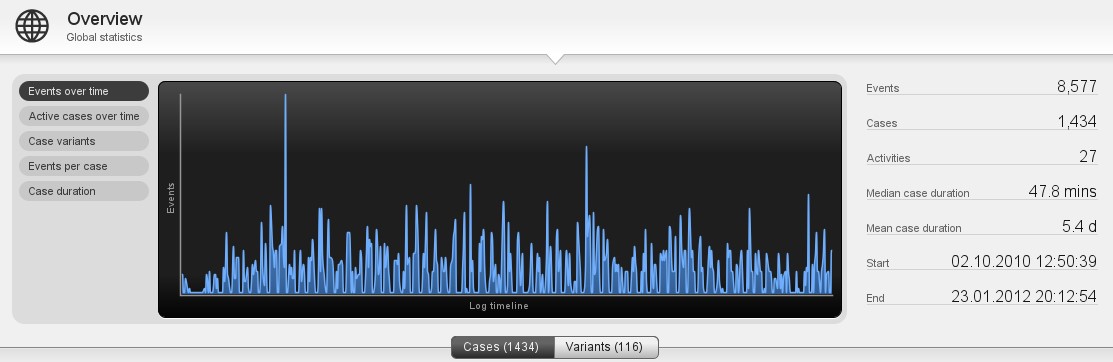 Overview
Global statistics
Events over time
Active cases over time
Case variants
Events per case
Case duration
Events
Log timeline
Events 8,577
Cases 1,434
Activities 27
Median case duration 47.8 mins
Mean case duration 5.4 d
Start 02.10.2010 12:50:39
End 23.01.2012 20:12:54
Cases (1434) Variants (116)